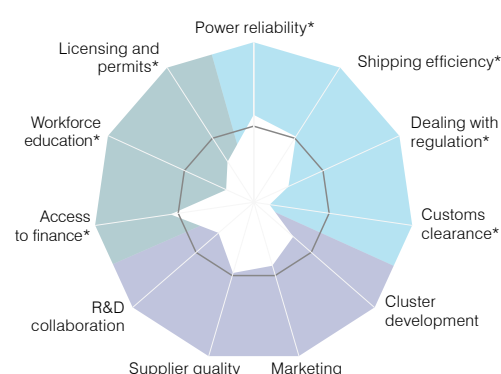 Power reliability*
Licensing and
permits*
Shipping efficiency*
Workforce
education*
Dealing with
regulation*
Access
to finance*
Customs
clearance*
R&D
collaboration
Cluster
development
Supplier quality
Marketing